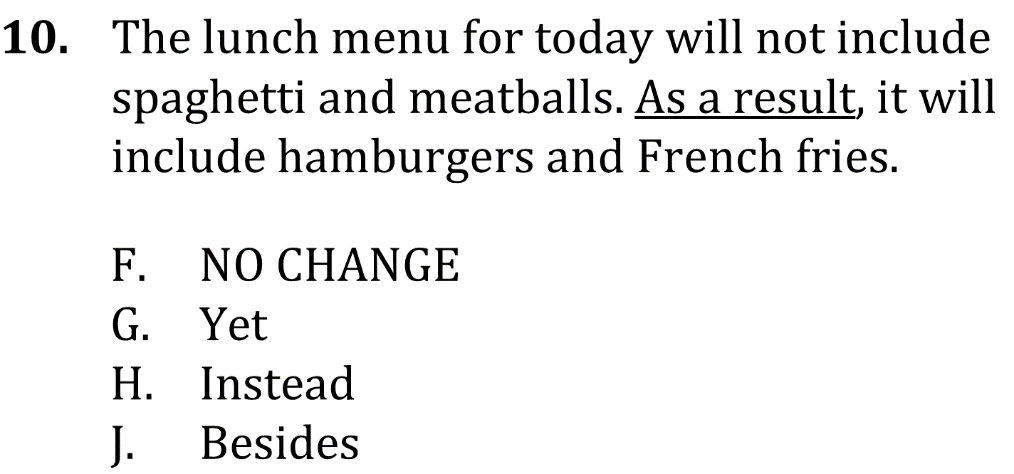 10. The lunch menu for today will not include
spaghetti and meatballs. As a result, it will
include hamburgers and French fries.
F. NO CHANGE
G. Yet
H. Instead
J. Besides